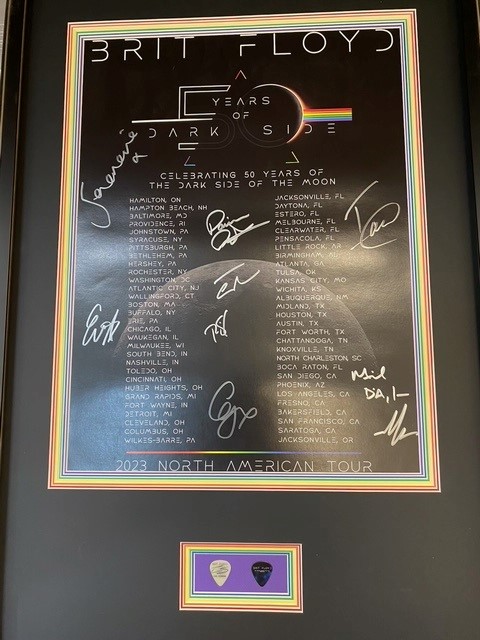 BRIT FLOYD
50
YEARS
OF
DARK SIDE
CELEBRATING 50 YEARS OF
THE DARK SIDE OF THE MOON
HAMILTON, ON
HAMPTON BEACH, NH
BALTIMORE, MD
PROVIDENCE, RI
JOHNSTOWN, PA
SYRACUSE, NY
PITTSBURGH, PA
BETHLEHEM, PA
HERSHEY, PA
ROCHESTER, NY
WASHINGTON, DC
ATLANTIC CITY, NJ
WALLINGFORD, CT
BOSTON, MA
BUFFALO, NY
ERIE, PA
CHICAGO, IL
WAUKEGAN, IL
MILWAUKEE, WI
SOUTH BEND, IN
NASHVILLE, IN
TOLEDO, OH
CINCINNATI, OH
HUBER HEIGHTS, OH
GRAND RAPIDS, MI
FORT WAYNE, IN
DETROIT, MI
CLEVELAND, OH
COLUMBUS, OH
WILKES-BARRE, PA
JACKSONVILLE, FL
DAYTONA, FL
ESTERO, FL
MELBOURNE, FL
CLEARWATER, FL
PENSACOLA, FL
LITTLE ROCK, AR
BIRMINGHAM, AL
ATLANTA, GA
TULSA, OK
KANSAS CITY, MO
WICHITA, KS
ALBUQUERQUE, NM
MIDLAND, TX
HOUSTON, TX
AUSTIN, TX
FORT WORTH, TX
CHATTANOOGA, TN
KNOXVILLE, TN
NORTH CHARLESTON, SC
BOCA RATON, FL
SAN DIEGO, CA
PHOENIX, AZ
LOS ANGELES, CA
FRESNO, CA
BAKERSFIELD, CA
SAN FRANCISCO, CA
SARATOGA, CA
JACKSONVILLE, OR
2023 NORTH AMERICAN TOUR